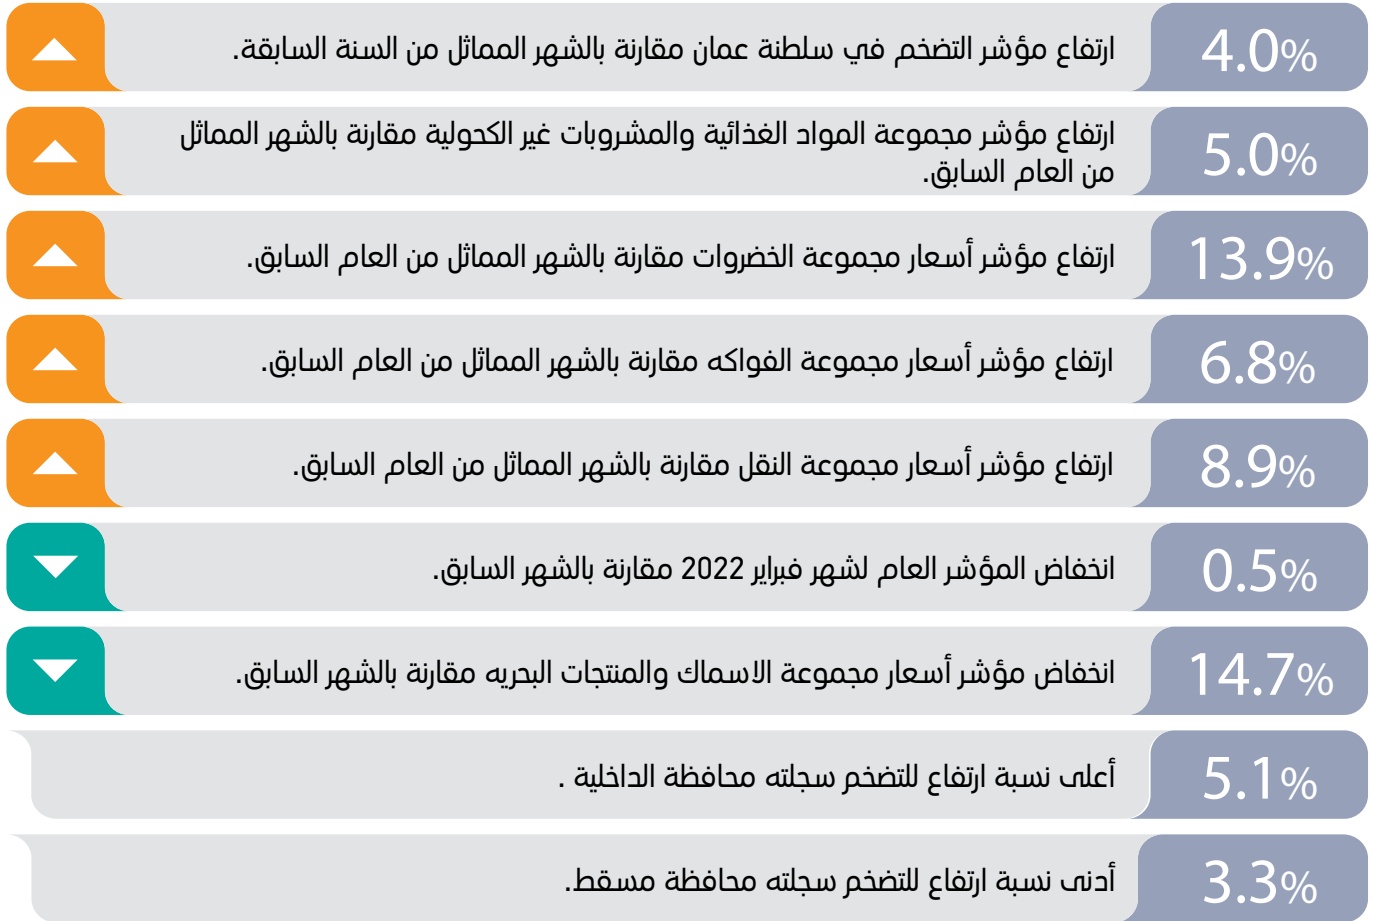 4.0%
ارتفاع مؤشر التضخم في سلطنة عمان مقارنة بالشهر المماثل من السنة السابقة.
5.0%
ارتفاع مؤشر مجموعة المواد الغذائية والمشروبات غير الكحولية مقارنة بالشهر المماثل
من العام السابق.
13.9%
ارتفاع مؤشر أسعار مجموعة الخضروات مقارنة بالشهر المماثل من العام السابق.
6.8%
ارتفاع مؤشر أسعار مجموعة الفواكه مقارنة بالشهر المماثل من العام السابق.
8.9%
ارتفاع مؤشر أسعار مجموعة النقل مقارنة بالشهر المماثل من العام السابق.
0.5%
انخفاض المؤشر العام لشهر فبراير 2022 مقارنة بالشهر السابق.
14.7%
انخفاض مؤشر أسعار مجموعة الاسماك والمنتجات البحريه مقارنة بالشهر السابق.
5.1%
أعلى نسبة ارتفاع للتضخم سجلته محافظة الداخلية .
3.3%
أدنى نسبة ارتفاع للتضخم سجلته محافظة مسقط.